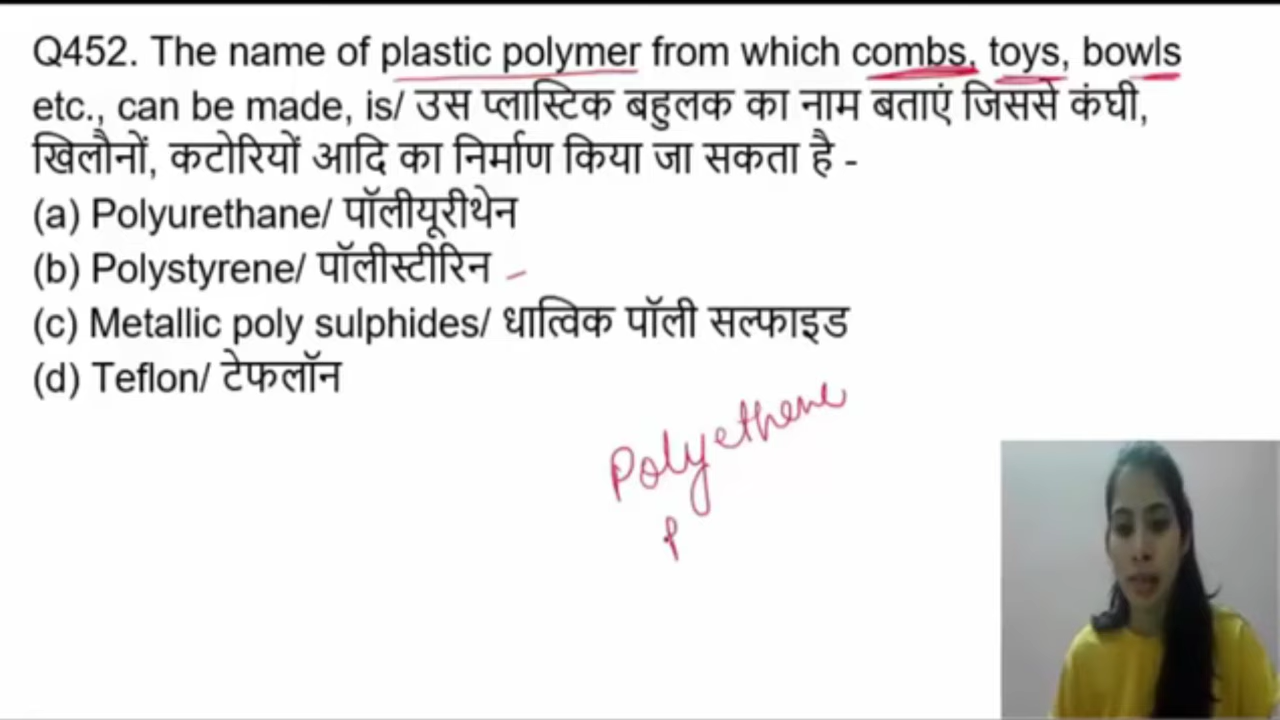 Q452. The name of plastic polymer from which combs, toys, bowls
etc., can be made, is/ उस प्लास्टिक बहुलक का नाम बताएं जिससे कंघी,
खिलौनों, कटोरियों आदि का निर्माण किया जा सकता है -
(a) Polyurethane/ पॉलीयूरीथेन
(b) Polystyrene/ पॉलीस्टीरिन
(c) Metallic poly sulphides/ धात्विक पॉली सल्फाइड
(d) Teflon/ टेफलॉन
Polyethene
P